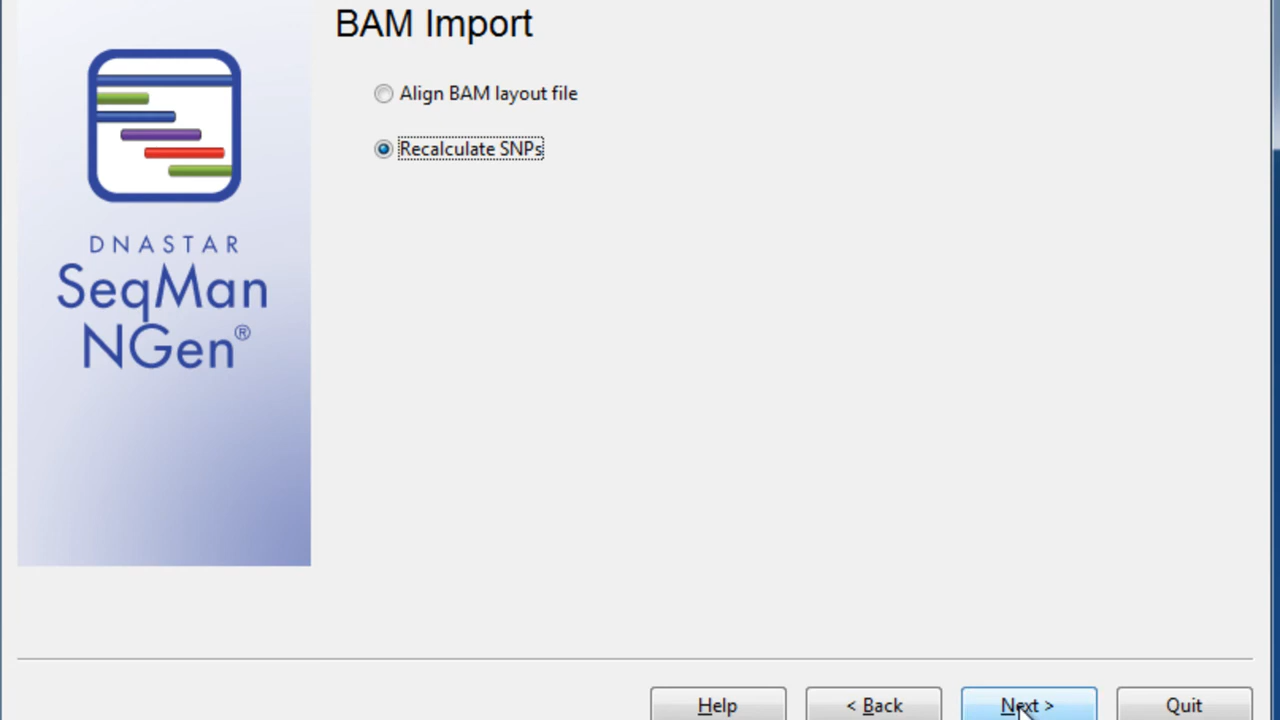 BAM Import
Align BAM layout file
Recalculate SNPs
DNASTAR
SeqMan
NGen®
Help
< Back
Next >
Quit